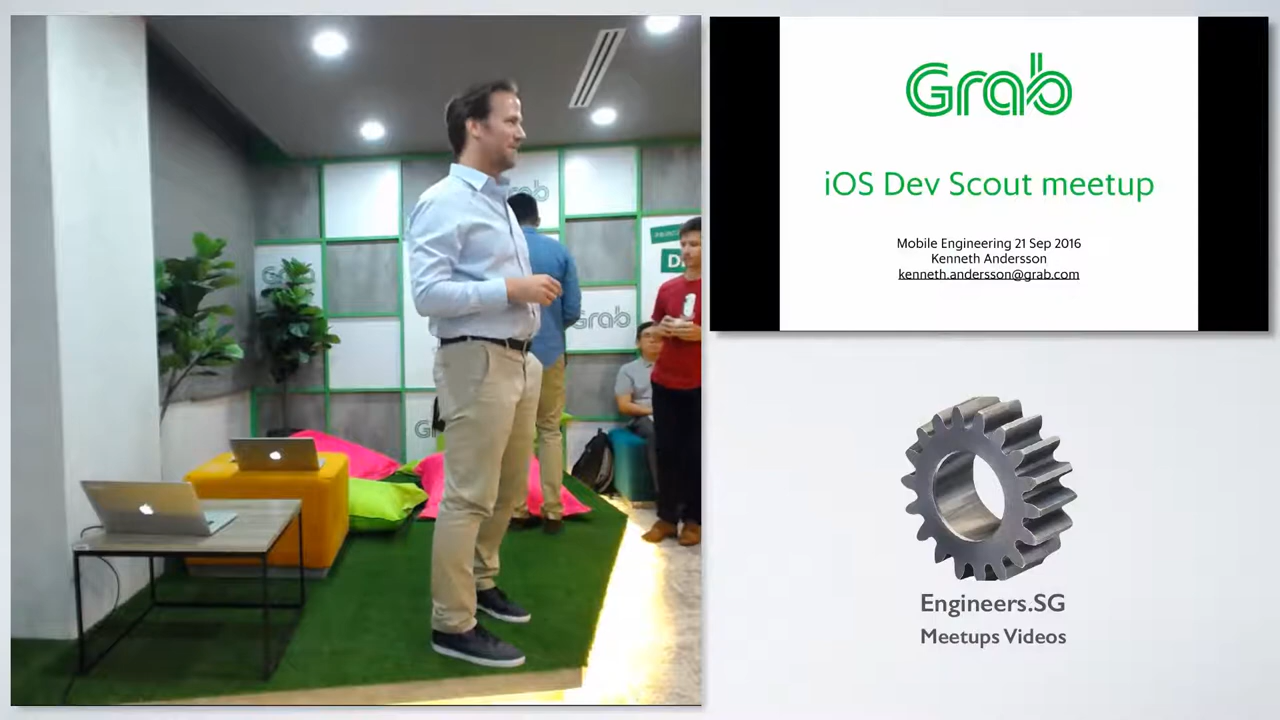 Grab
iOS Dev Scout meetup
Mobile Engineering 21 Sep 2016
Kenneth Andersson
kenneth.andersson@grab.com
Grab
Engineers.SG
Meetups Videos